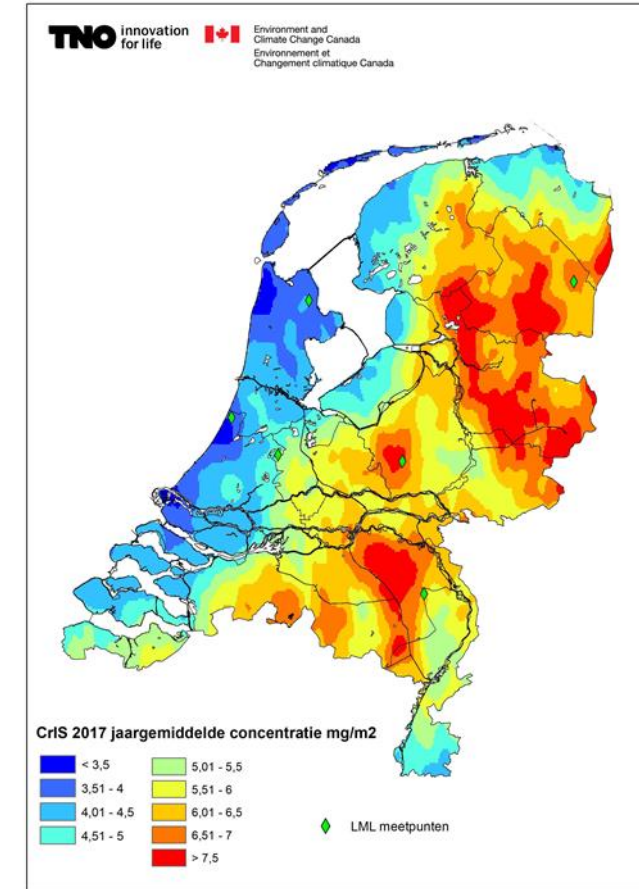 TNO innovation
for life
Environment and
Climate Change Canada
Environnement et
Changement climatique Canada
CrIS 2017 jaargemiddelde concentratie mg/m2
< 3,5
3,51 - 4
4,01 - 4,5
4,51 - 5
5,01 - 5,5
5,51 - 6
6,01 - 6,5
6,51 - 7
> 7,5
LML meetpunten